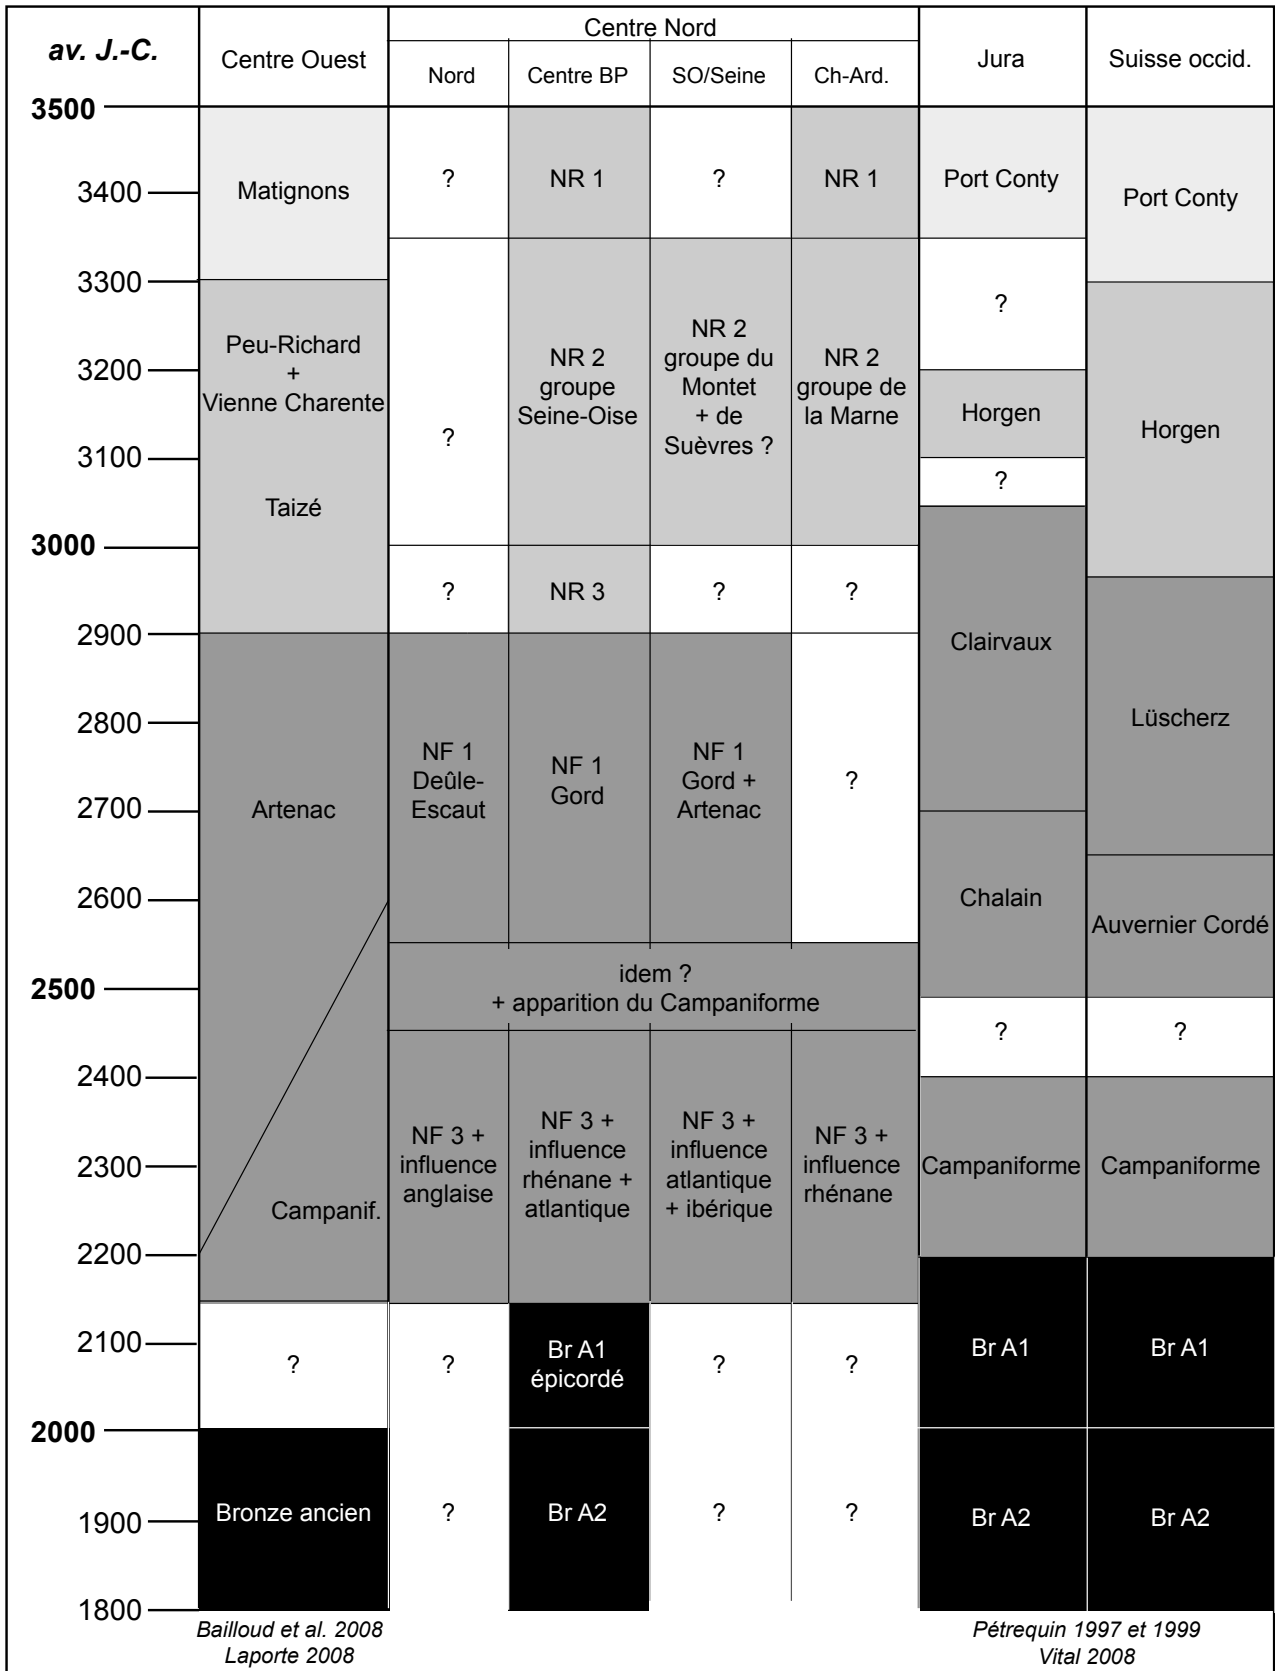 av. J.-C.
Centre Ouest
Centre Nord
Nord
Centre BP
SO/Seine
Ch-Ard.
Jura
Suisse occid.
3500
3400
3300
3200
3100
3000
2900
2800
2700
2600
2500
2400
2300
2200
2100
2000
1900
1800
Matignons
Peu-Richard
+
Vienne Charente
Taizé
Artenac
Campanif.
?
Bronze ancien
?
?
?
NF 1
Deûle-
Escaut
NF 3 +
influence
anglaise
?
?
NR 1
NR 2
groupe
Seine-Oise
NR 3
NF 1
Gord
NF 3 +
influence
rhénane +
atlantique
Br A1
épicordé
Br A2
?
NR 2
groupe du
Montet
+ de
Suèvres ?
?
NF 1
Gord +
Artenac
NF 3 +
influence
atlantique
+ ibérique
?
?
NR 1
NR 2
groupe de
la Marne
?
?
NF 3 +
influence
rhénane
?
?
idem ?
+ apparition du Campaniforme
Port Conty
?
Horgen
?
Clairvaux
Chalain
?
Campaniforme
Br A1
Br A2
Port Conty
Horgen
Lüscherz
Auvernier Cordé
?
Campaniforme
Br A1
Br A2
Bailloud et al. 2008
Laporte 2008
Pétrequin 1997 et 1999
Vital 2008